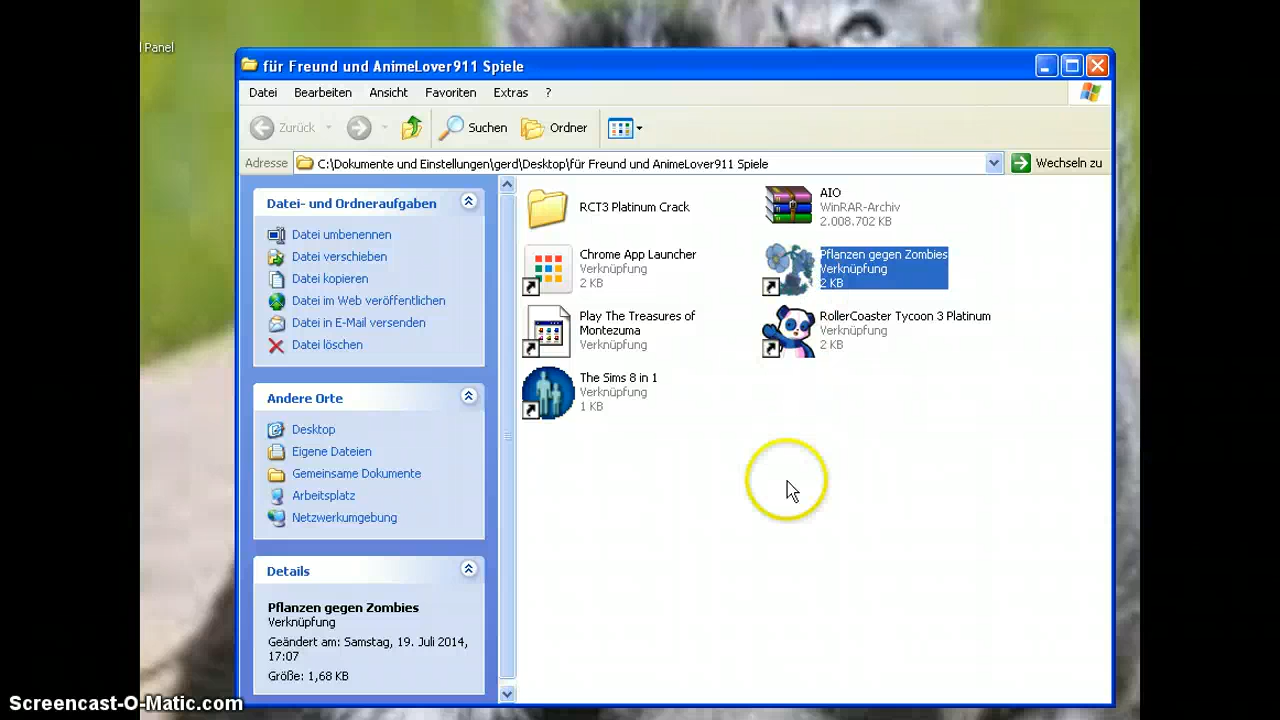 l Panel
für Freund und AnimeLover911 Spiele
Datei Bearbeiten Ansicht Favoriten Extras ?
Zurück Suchen Ordner
Adresse C:\Dokumente und Einstellungen\gerd\Desktop\für Freund und AnimeLover911 Spiele Wechseln zu
Datei- und Ordneraufgaben
Datei umbenennen
Datei verschieben
Datei kopieren
Datei im Web veröffentlichen
Datei in E-Mail versenden
Datei löschen
Andere Orte
Desktop
Eigene Dateien
Gemeinsame Dokumente
Arbeitsplatz
Netzwerkumgebung
Details
Pflanzen gegen Zombies
Verknüpfung
Geändert am: Samstag, 19. Juli 2014,
17:07
Größe: 1,68 KB
RCT3 Platinum Crack
AIO
WinRAR-Archiv
2.008.702 KB
Chrome App Launcher
Verknüpfung
2 KB
Pflanzen gegen Zombies
Verknüpfung
2 KB
Play The Treasures of
Montezuma
Verknüpfung
RollerCoaster Tycoon 3 Platinum
Verknüpfung
2 KB
The Sims 8 in 1
Verknüpfung
1 KB
Screencast-O-Matic.com